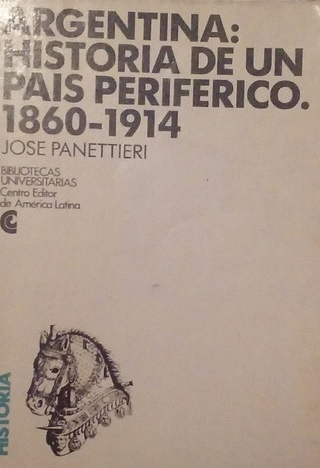 ARGENTINA:
HISTORIA DE UN
PAIS PERIFERICO.
1860-1914
JOSE PANETTIERI
BIBLIOTECAS
UNIVERSITARIAS
Centro Editor
de América Latina
HISTORIA